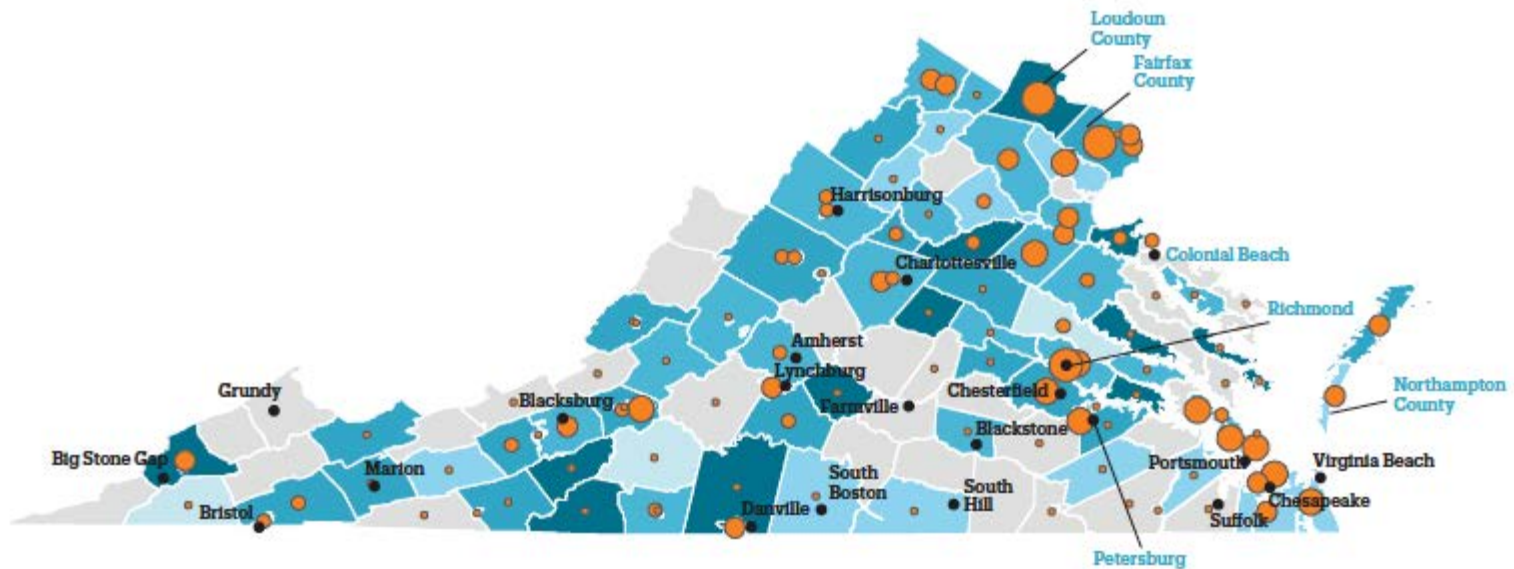 Loudoun
County
Fairfax
County
Harrisonburg
Charlottesville
Colonial Beach
Richmond
Amherst
Lynchburg
Grundy
Blacksburg
Chesterfield
Farmville
Northampton
County
Blackstone
Big Stone Gap
Marion
Portsmouth
Virginia Beach
South
Boston
South
Hill
Chesapeake
Bristol
Danville
Suffolk
Petersburg